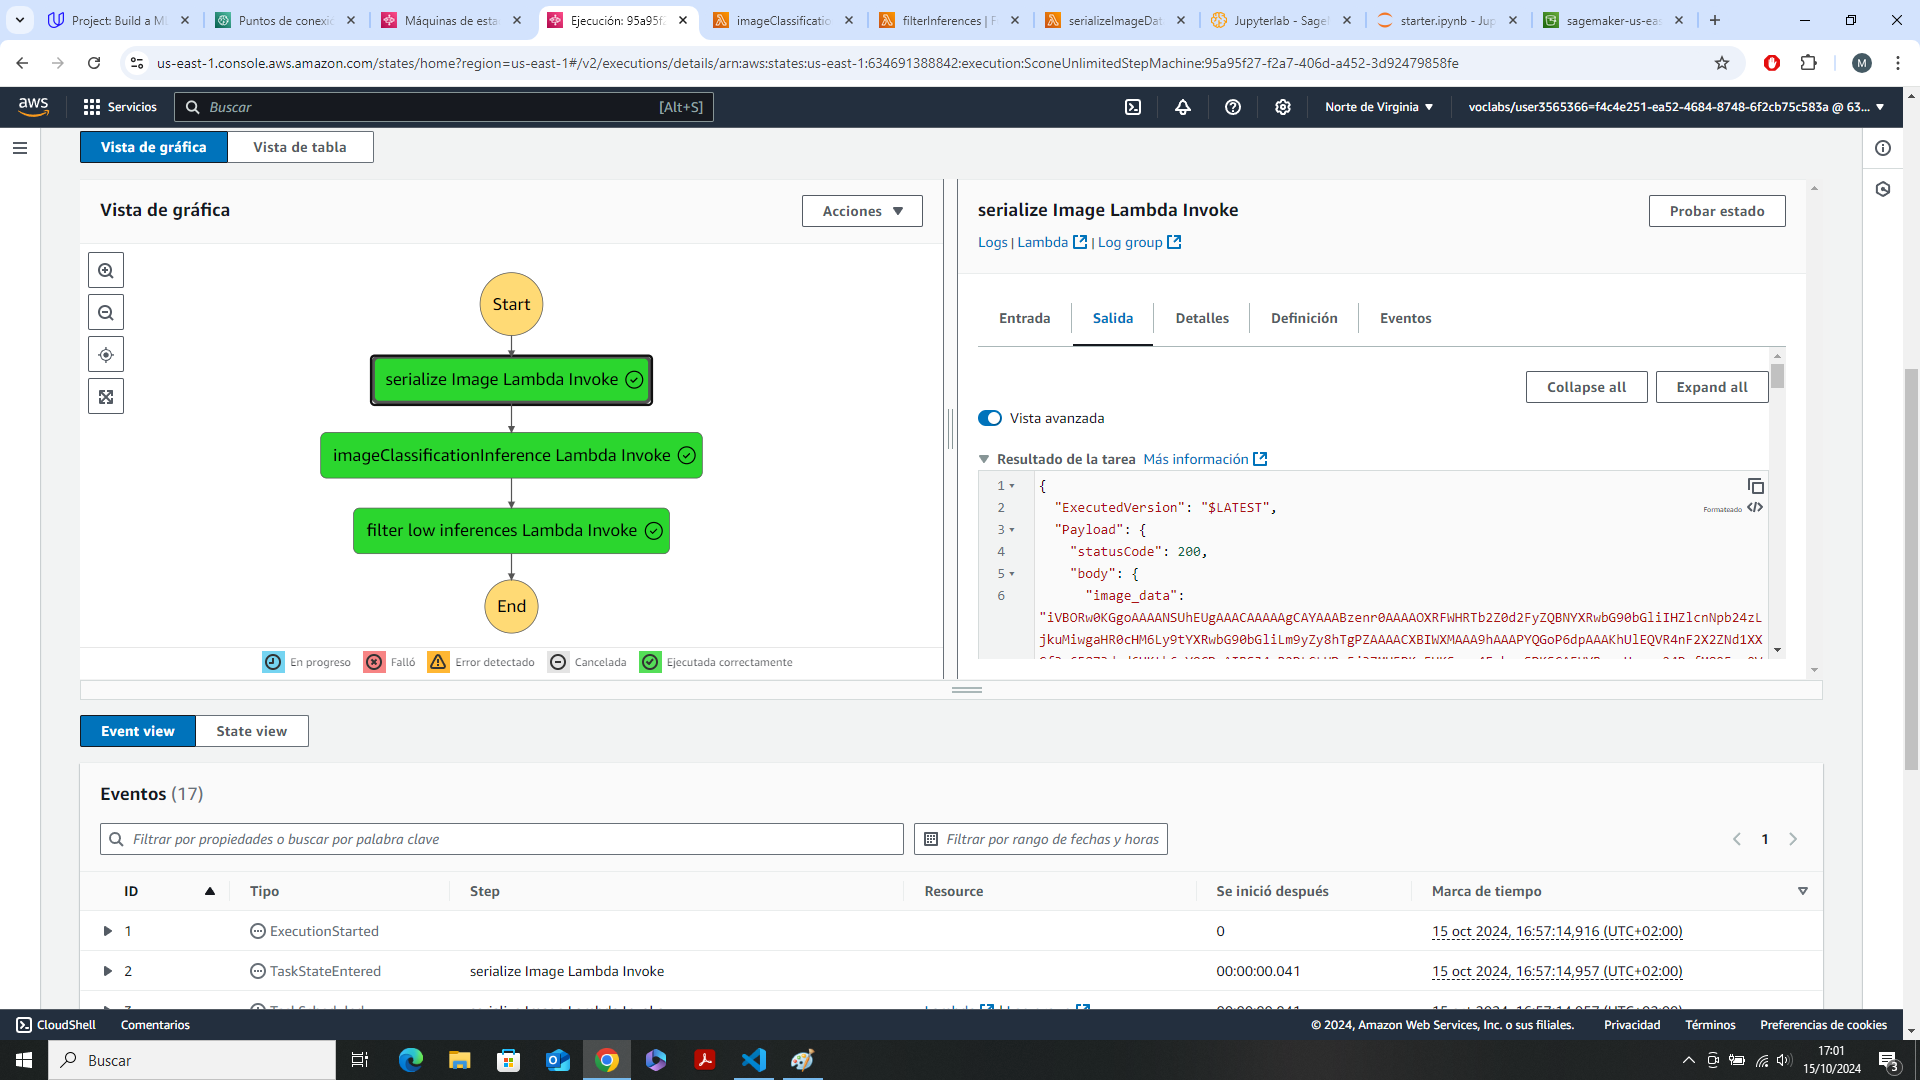 Project: Build a ML
Puntos de conexi
Máquinas de esta
Ejecución: 95a95f2
imageClassificatio
filterInferences | F
serializeImageDat
Jupyterlab - SageM
starter.ipynb - Jup
sagemaker-us-eas
us-east-1.console.aws.amazon.com/states/home?region=us-east-1#/v2/executions/details/arn:aws:states:us-east-1:634691388842:execution:SconeUnlimitedStepMachine:95a95f27-f2a7-406d-a452-3d92479858fe
M
aws
Servicios
Buscar
[Alt+S]
Norte de Virginia
voclabs/user3565366=f4c4e251-ea52-4684-8748-6f2cb75c583a @ 63...
Vista de gráfica
Vista de tabla
Vista de gráfica
Acciones
Start
serialize Image Lambda Invoke
imageClassificationInference Lambda Invoke
filter low inferences Lambda Invoke
End
En progreso
Falló
Error detectado
Cancelada
Ejecutada correctamente
serialize Image Lambda Invoke
Probar estado
Logs | Lambda | Log group
Entrada
Salida
Detalles
Definición
Eventos
Collapse all
Expand all
Vista avanzada
Resultado de la tarea Más información
Formateado
1 {
2 "ExecutedVersion": "$LATEST",
3 "Payload": {
4 "statusCode": 200,
5 "body": {
6 "image_data":
"iVBORw0KGgoAAAANSUhEUgAAACAAAAAgCAYAAABzenr0AAAAOXRFWHRTb2Z0d2FyZQBNYXRwbG90bGliIHZlcnNpb24zL
jkuMiwgaHR0cHM6Ly9tYXRwbG90bGliLm9yZy8hTgPZAAAACXBIWXMAAA9hAAAPYQGoP6dpAAAKhUlEQVR4nF2X2ZNd1XX
Event view
State view
Eventos (17)
Filtrar por propiedades o buscar por palabra clave
Filtrar por rango de fechas y horas
1
ID
Tipo
Step
Resource
Se inició después
Marca de tiempo
1 ExecutionStarted 0 15 oct 2024, 16:57:14,916 (UTC+02:00)
2 TaskStateEntered serialize Image Lambda Invoke 00:00:00.041 15 oct 2024, 16:57:14,957 (UTC+02:00)
CloudShell
Comentarios
© 2024, Amazon Web Services, Inc. o sus filiales.
Privacidad
Términos
Preferencias de cookies
Buscar
17:01
15/10/2024
3